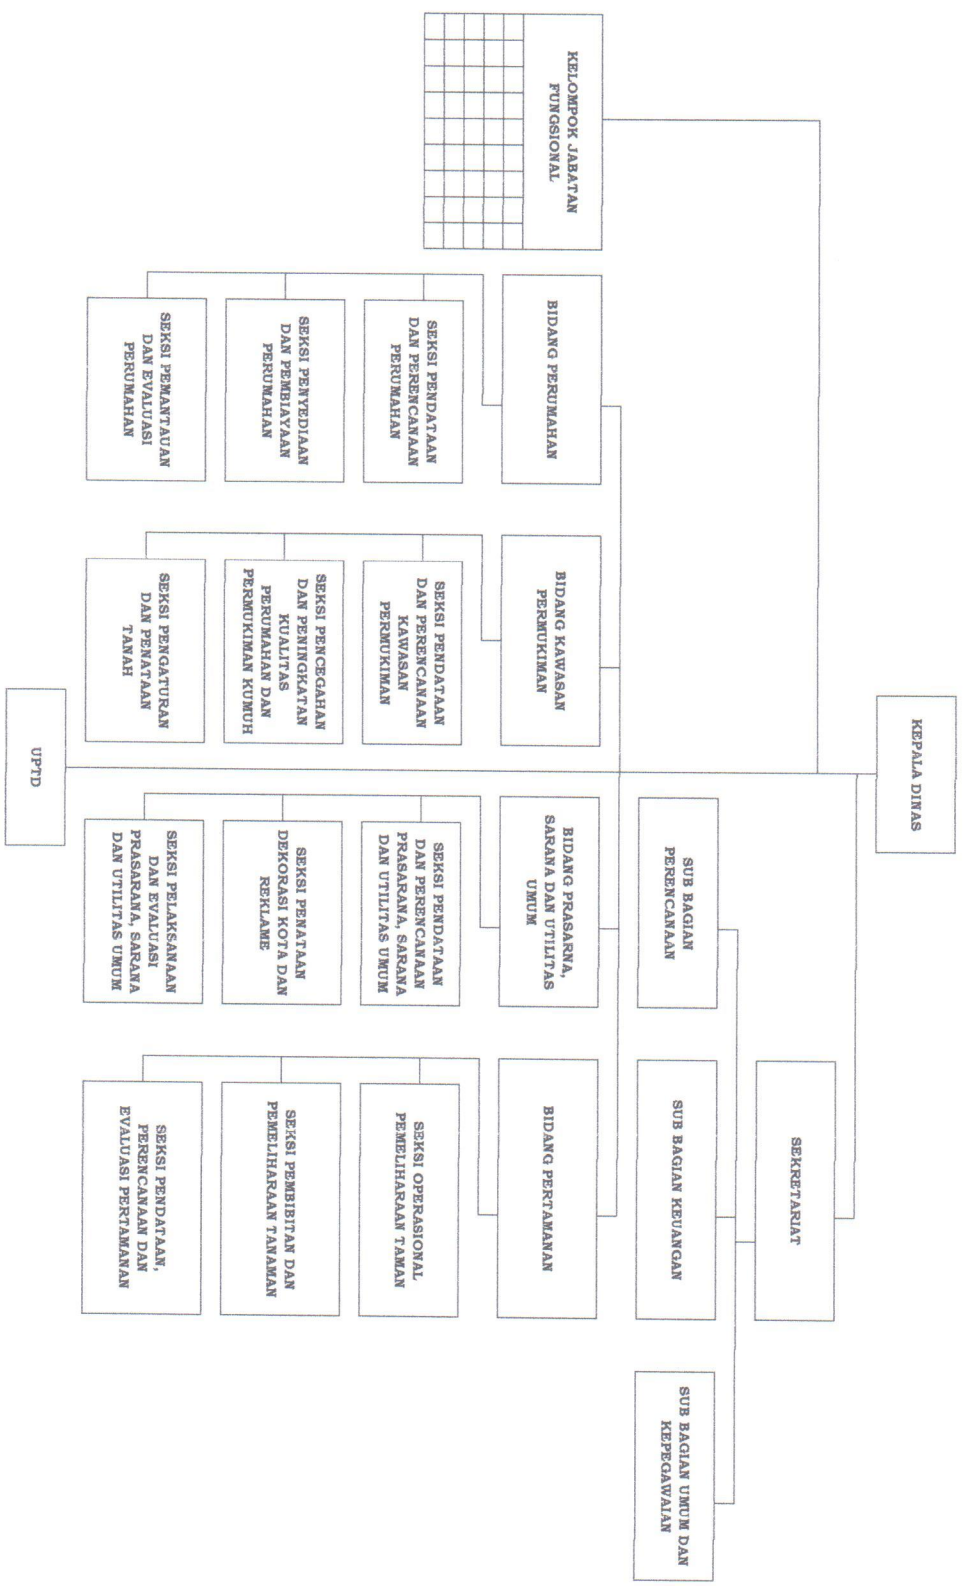 KEPALA DINAS
SEKRETARIAT
KELOMPOK JABATAN
FUNGSIONAL
SUB BAGIAN
PERENCANAAN
SUB BAGIAN KEUANGAN
SUB BAGIAN UMUM DAN
KEPEGAWAIAN
BIDANG PERUMAHAN
BIDANG KAWASAN
PERMUKIMAN
BIDANG PRASARNA,
SARANA DAN UTILITAS
UMUM
BIDANG PERTAMANAN
SEKSI PENDATAAN
DAN PERENCANAAN
PERUMAHAN
SEKSI PENDATAAN
DAN PERENCANAAN
KAWASAN
PERMUKIMAN
SEKSI PENDATAAN
DAN PERENCANAAN
PRASARANA, SARANA
DAN UTILITAS UMUM
SEKSI OPERASIONAL
PEMELIHARAAN TAMAN
SEKSI PENYEDIAAN
DAN PEMBIAYAAN
PERUMAHAN
SEKSI PENCEGAHAN
DAN PENINGKATAN
KUALITAS
PERUMAHAN DAN
PERMUKIMAN KUMUH
SEKSI PENATAAN
DEKORASI KOTA DAN
REKLAME
SEKSI PEMBIBITAN DAN
PEMELIHARAAN TANAMAN
SEKSI PEMANTAUAN
DAN EVALUASI
PERUMAHAN
SEKSI PENGATURAN
DAN PENATAAN
TANAH
SEKSI PELAKSANAAN
DAN EVALUASI
PRASARANA, SARANA
DAN UTILITAS UMUM
SEKSI PENDATAAN,
PERENCANAAN DAN
EVALUASI PERTAMANAN
UPTD